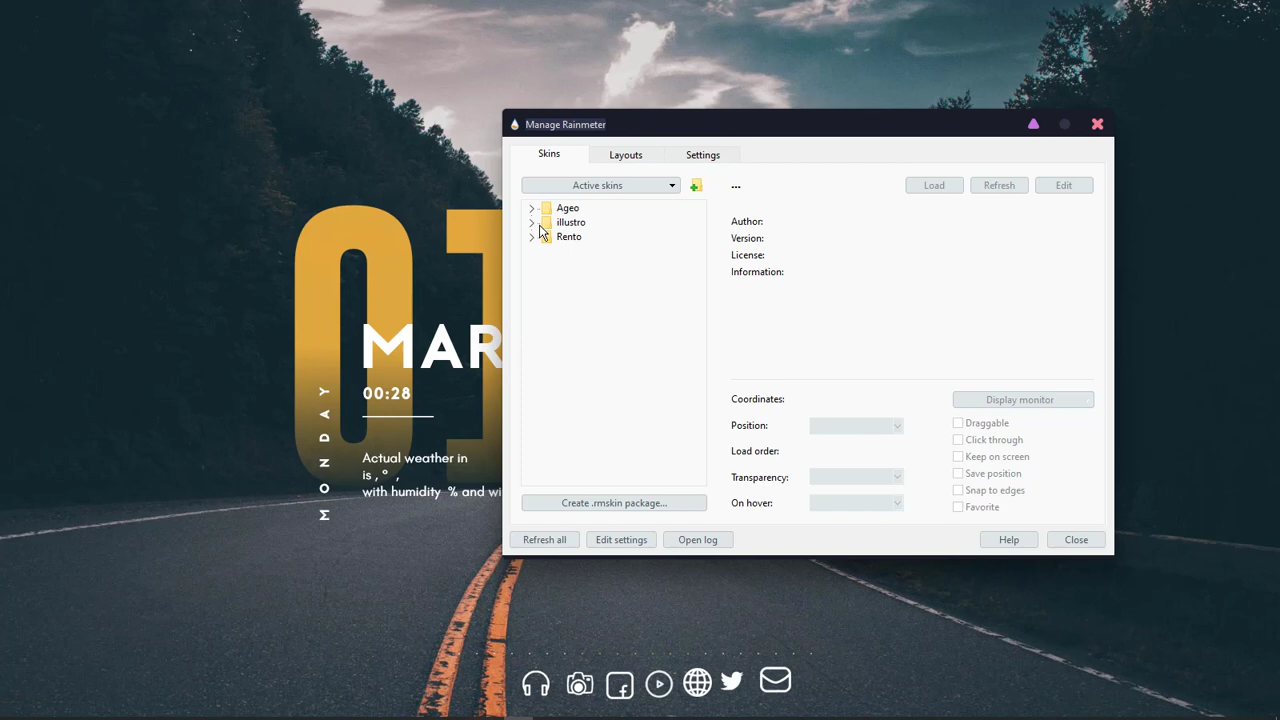 01
MAR
00:28
MONDAY
Actual weather in
is , ° ,
with humidity % and wi
Manage Rainmeter
Skins
Layouts
Settings
Active skins
...
Load
Refresh
Edit
Ageo
illustro
Rento
Author:
Version:
License:
Information:
Coordinates:
Display monitor
Position:
Load order:
Transparency:
On hover:
Draggable
Click through
Keep on screen
Save position
Snap to edges
Favorite
Create .rmskin package...
Refresh all
Edit settings
Open log
Help
Close